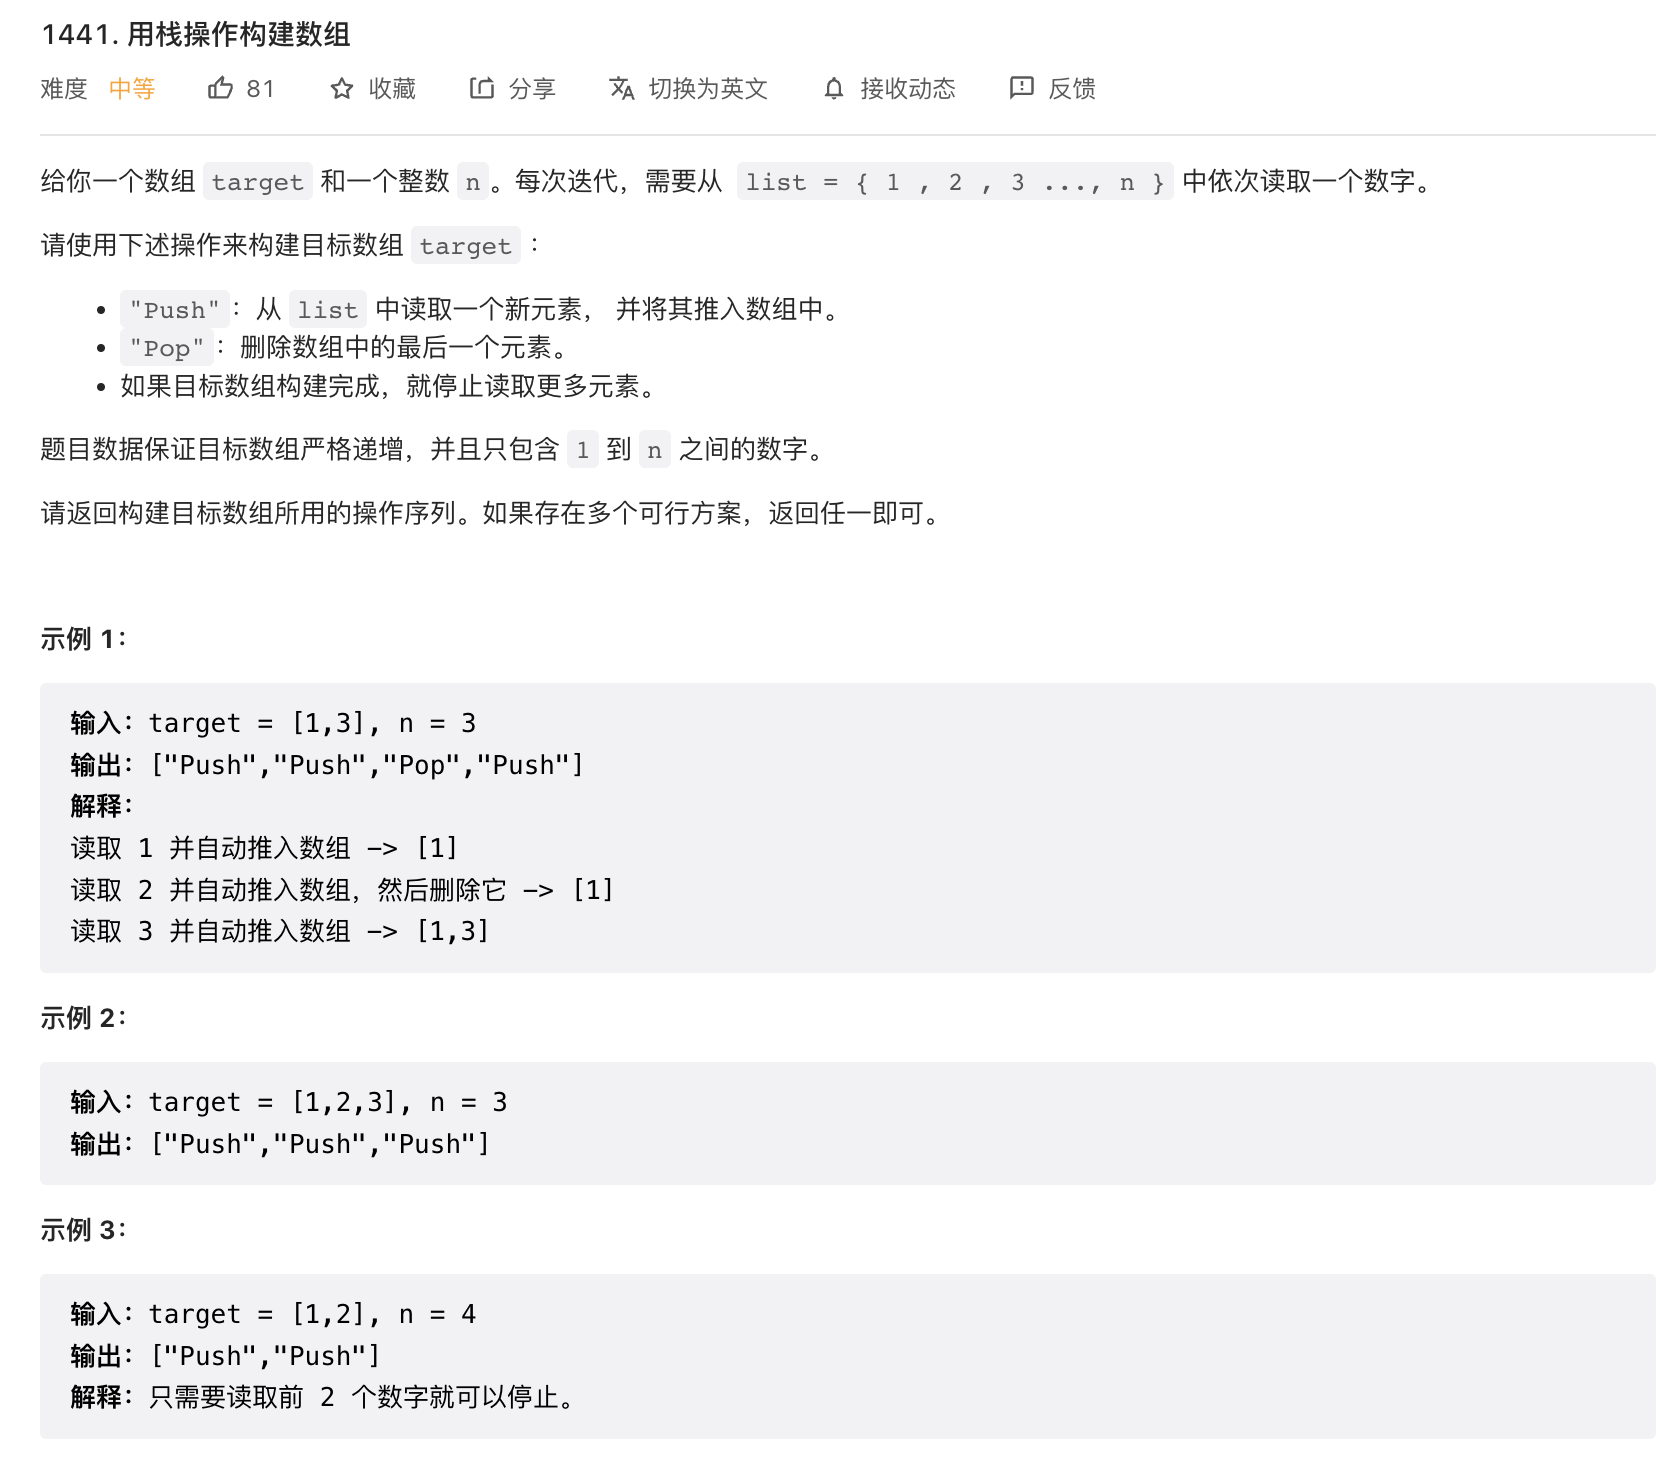 1441. 用栈操作构建数组
难度 中等 81 收藏 分享 切换为英文 接收动态 反馈
给你一个数组 target 和一个整数 n。每次迭代，需要从 list = { 1 , 2 , 3 ..., n } 中依次读取一个数字。
请使用下述操作来构建目标数组 target ：
• "Push"：从 list 中读取一个新元素， 并将其推入数组中。
• "Pop"：删除数组中的最后一个元素。
• 如果目标数组构建完成，就停止读取更多元素。
题目数据保证目标数组严格递增，并且只包含 1 到 n 之间的数字。
请返回构建目标数组所用的操作序列。如果存在多个可行方案，返回任一即可。
示例 1：
输入：target = [1,3], n = 3
输出：["Push","Push","Pop","Push"]
解释：
读取 1 并自动推入数组 -> [1]
读取 2 并自动推入数组，然后删除它 -> [1]
读取 3 并自动推入数组 -> [1,3]
示例 2：
输入：target = [1,2,3], n = 3
输出：["Push","Push","Push"]
示例 3：
输入：target = [1,2], n = 4
输出：["Push","Push"]
解释：只需要读取前 2 个数字就可以停止。